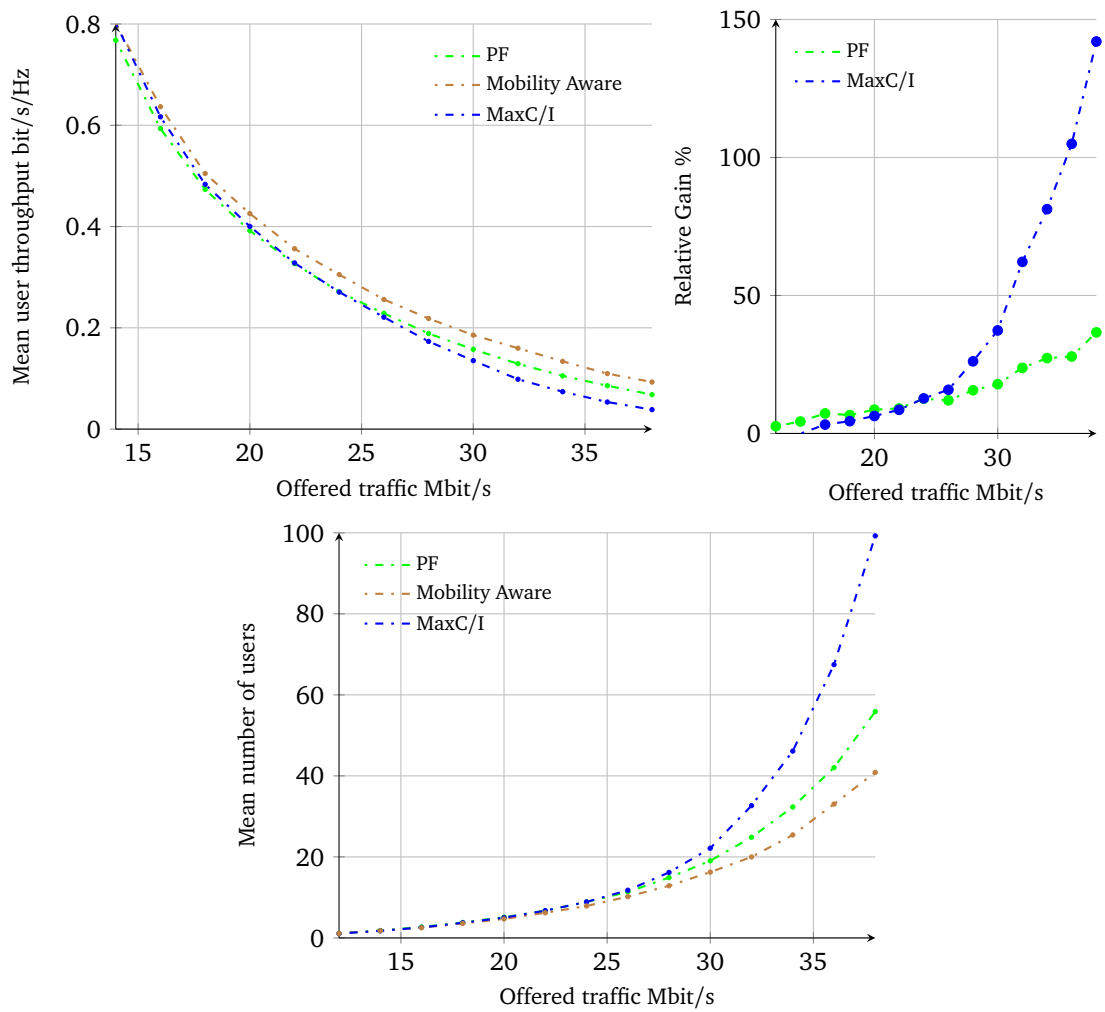 0.8
0.6
0.4
0.2
0
Mean user throughput bit/s/Hz
PF
Mobility Aware
MaxC/I
15
20
25
30
35
Offered traffic Mbit/s
150
100
50
0
Relative Gain %
PF
MaxC/I
20
30
Offered traffic Mbit/s
100
80
60
40
20
0
Mean number of users
PF
Mobility Aware
MaxC/I
15
20
25
30
35
Offered traffic Mbit/s